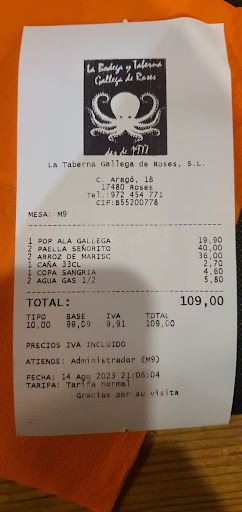 La Bodega y Taberna
Gallega de Roses
des de 1977
La Taberna Gallega de Roses, S.L.
C. Aragó, 18
17480 Roses
Tel.:972 454 771
CIF:B55200778
MESA: M9
1 POP ALA GALLEGA 19,90
2 PAELLA SEÑORITO 40,00
2 ARROZ DE MARISC 36,00
1 CAÑA 33CL 2,70
1 COPA SANGRIA 4,60
2 AGUA GAS 1/2 5,80
TOTAL: 109,00
TIPO BASE IVA TOTAL
10,00 99,09 9,91 109,00
PRECIOS IVA INCLUIDO
ATIENDE: Administrador (M9)
FECHA: 14 Ago 2023 21:06:04
TARIFA: Tarifa normal
Gracias por su visita